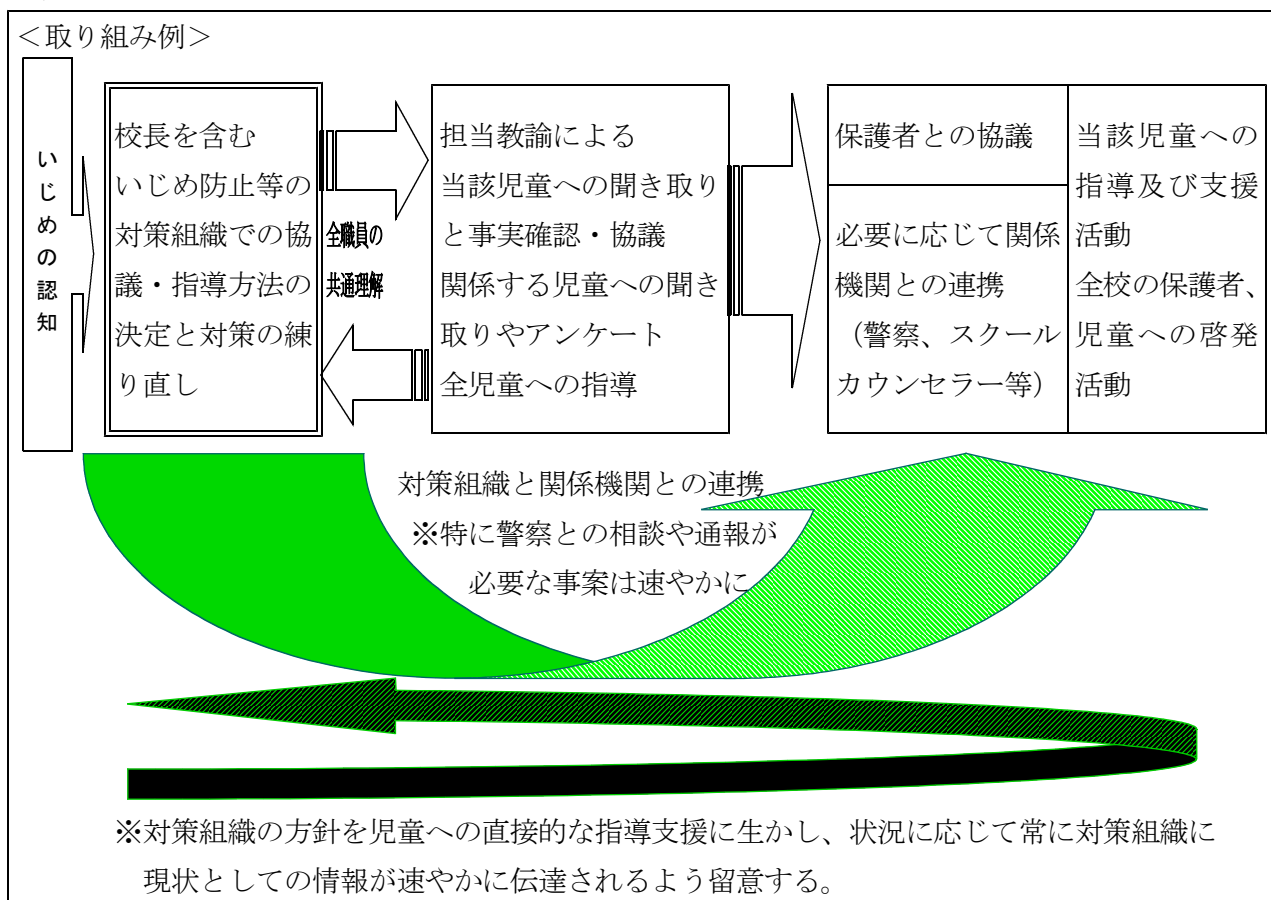 ＜取り組み例＞
いじめの認知
校長を含む
いじめ防止等の
対策組織での協
議・指導方法の
決定と対策の練
り直し
全職員の
共通理解
担当教諭による
当該児童への聞き取り
と事実確認・協議
関係する児童への聞き
取りやアンケート
全児童への指導
保護者との協議
必要に応じて関係
機関との連携
（警察、スクール
カウンセラー等）
当該児童への
指導及び支援
活動
全校の保護者、
児童への啓発
活動
対策組織と関係機関との連携
※特に警察との相談や通報が
必要な事案は速やかに
※対策組織の方針を児童への直接的な指導支援に生かし、状況に応じて常に対策組織に
現状としての情報が速やかに伝達されるよう留意する。